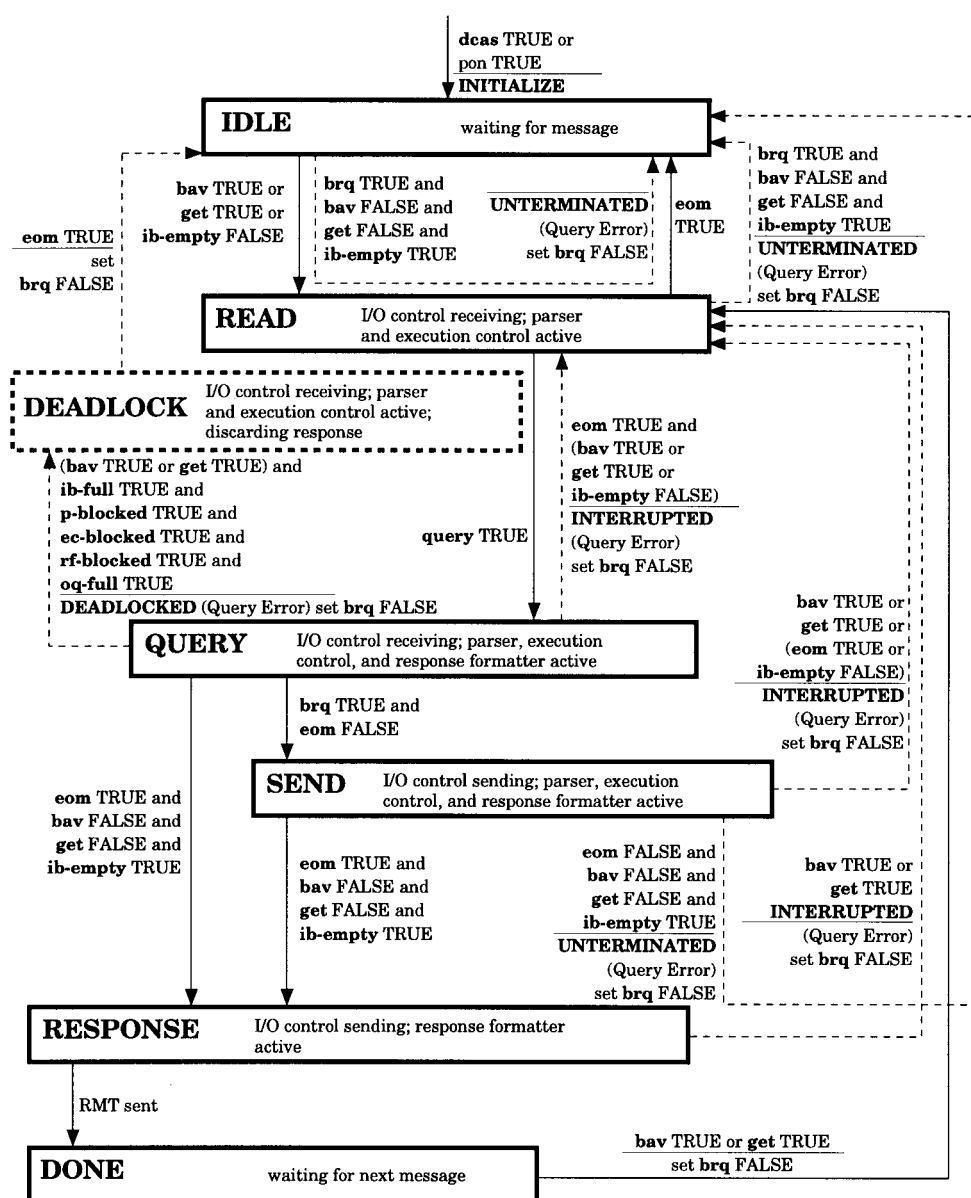 dcas TRUE or
pon TRUE
INITIALIZE
IDLE
waiting for message
bav TRUE or
get TRUE or
ib-empty FALSE
brq TRUE and
bav FALSE and
get FALSE and
ib-empty TRUE
UNTERMINATED
(Query Error)
set brq FALSE
eom
TRUE
brq TRUE and
bav FALSE and
get FALSE and
ib-empty TRUE
UNTERMINATED
(Query Error)
set brq FALSE
eom TRUE
set
brq FALSE
READ
I/O control receiving; parser
and execution control active
DEADLOCK
I/O control receiving; parser
and execution control active;
discarding response
(bav TRUE or get TRUE) and
ib-full TRUE and
p-blocked TRUE and
ec-blocked TRUE and
rf-blocked TRUE and
oq-full TRUE
DEADLOCKED (Query Error) set brq FALSE
query TRUE
eom TRUE and
(bav TRUE or
get TRUE or
ib-empty FALSE)
INTERRUPTED
(Query Error)
set brq FALSE
QUERY
I/O control receiving; parser, execution
control, and response formatter active
bav TRUE or
get TRUE or
(eom TRUE or
ib-empty FALSE)
INTERRUPTED
(Query Error)
set brq FALSE
brq TRUE and
eom FALSE
SEND
I/O control sending; parser, execution
control, and response formatter active
eom TRUE and
bav FALSE and
get FALSE and
ib-empty TRUE
eom TRUE and
bav FALSE and
get FALSE and
ib-empty TRUE
eom FALSE and
bav FALSE and
get FALSE and
ib-empty TRUE
UNTERMINATED
(Query Error)
set brq FALSE
bav TRUE or
get TRUE
INTERRUPTED
(Query Error)
set brq FALSE
RESPONSE
I/O control sending; response formatter
active
RMT sent
DONE
waiting for next message
bav TRUE or get TRUE
set brq FALSE